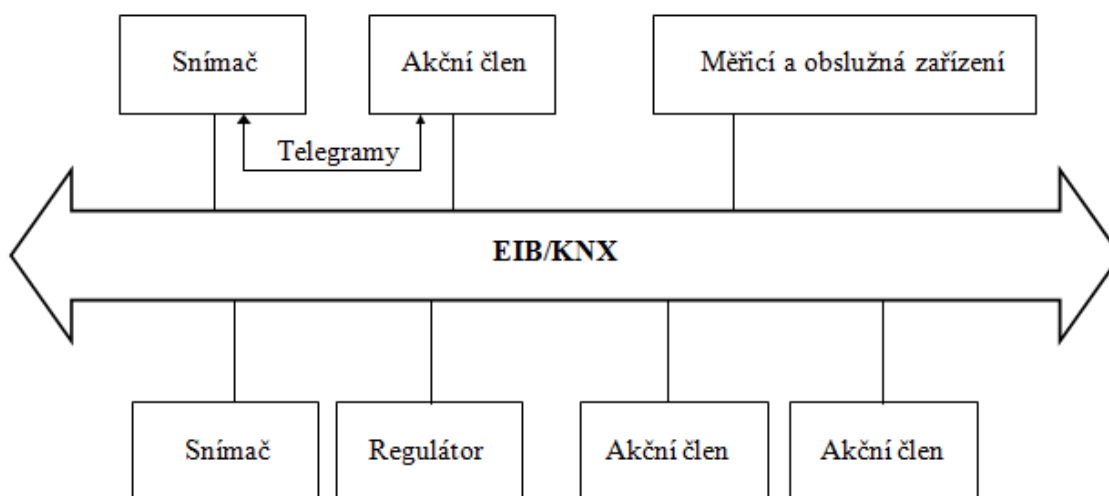 Snímač
Akční člen
Měřicí a obslužná zařízení
Telegramy
EIB/KNX
Snímač
Regulátor
Akční člen
Akční člen